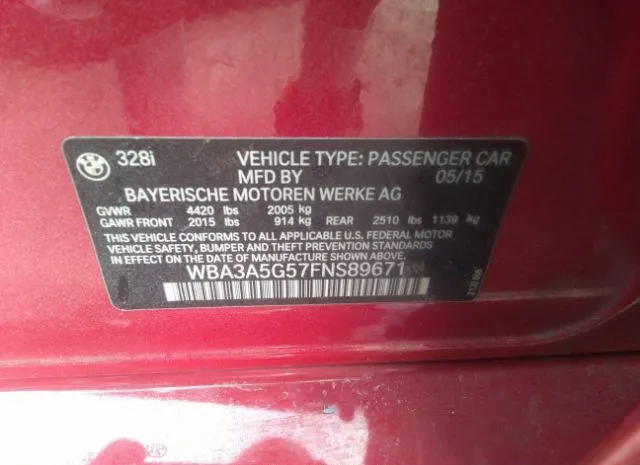 BMW
328i VEHICLE TYPE: PASSENGER CAR
MFD BY 05/15
BAYERISCHE MOTOREN WERKE AG
GVWR 4420 lbs 2005 kg
GAWR FRONT 2015 lbs 914 kg REAR 2510 lbs 1139 kg
THIS VEHICLE CONFORMS TO ALL APPLICABLE U.S. FEDERAL MOTOR
VEHICLE SAFETY, BUMPER, AND THEFT PREVENTION STANDARDS
IN EFFECT ON THE DATE OF MANUFACTURE SHOWN ABOVE.
WBA3A5G57FNS89671